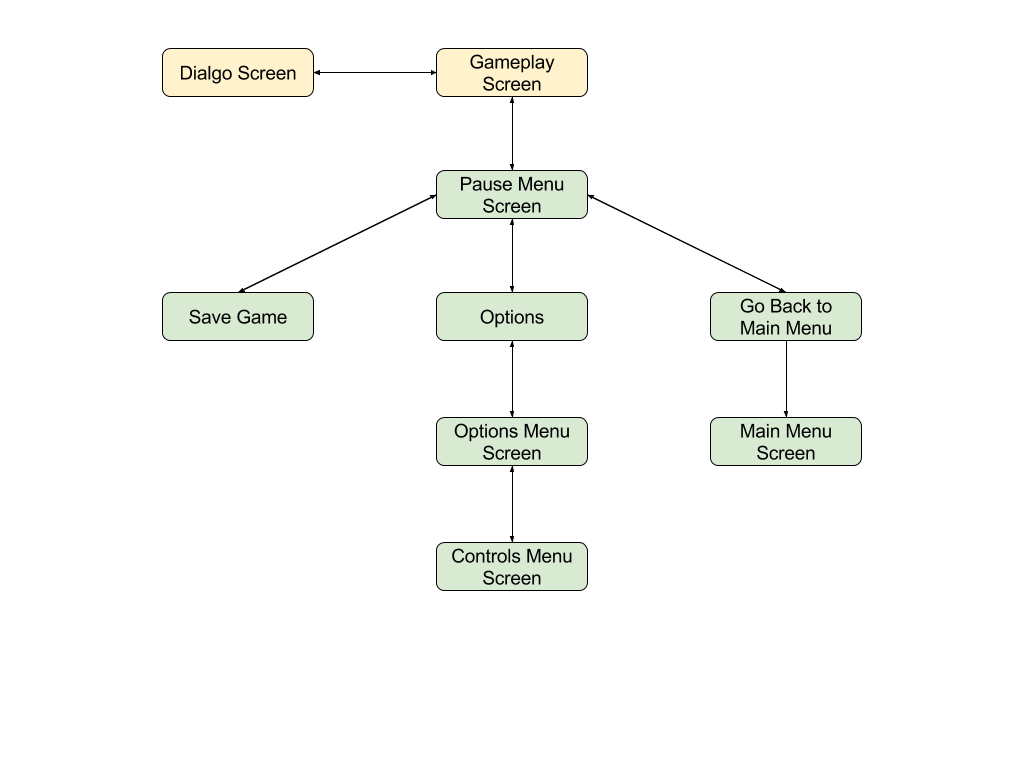 Dialgo Screen
Gameplay
Screen
Pause Menu
Screen
Save Game
Options
Go Back to
Main Menu
Options Menu
Screen
Main Menu
Screen
Controls Menu
Screen